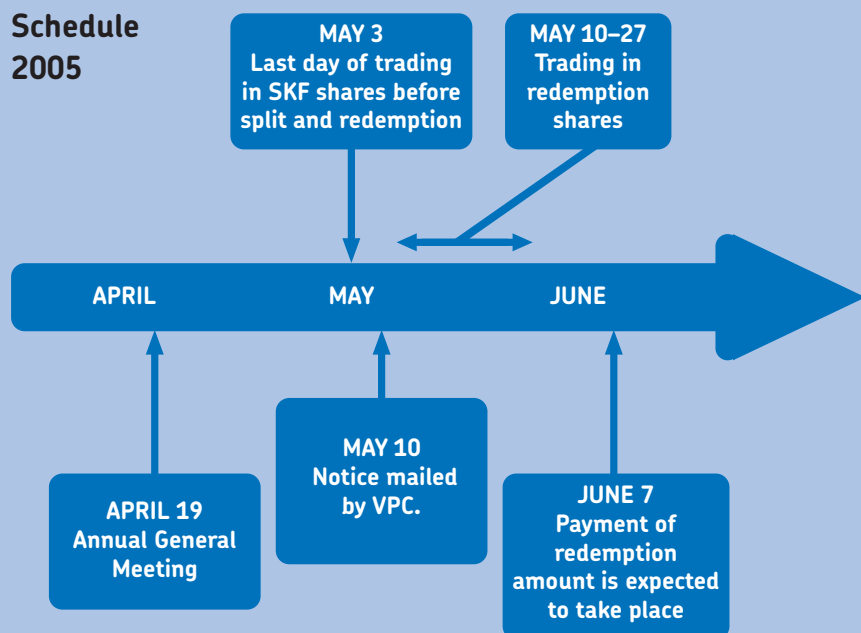 Schedule
2005
MAY 3
Last day of trading
in SKF shares before
split and redemption
MAY 10–27
Trading in
redemption
shares
APRIL
MAY
JUNE
APRIL 19
Annual General
Meeting
MAY 10
Notice mailed
by VPC.
JUNE 7
Payment of
redemption
amount is expected
to take place